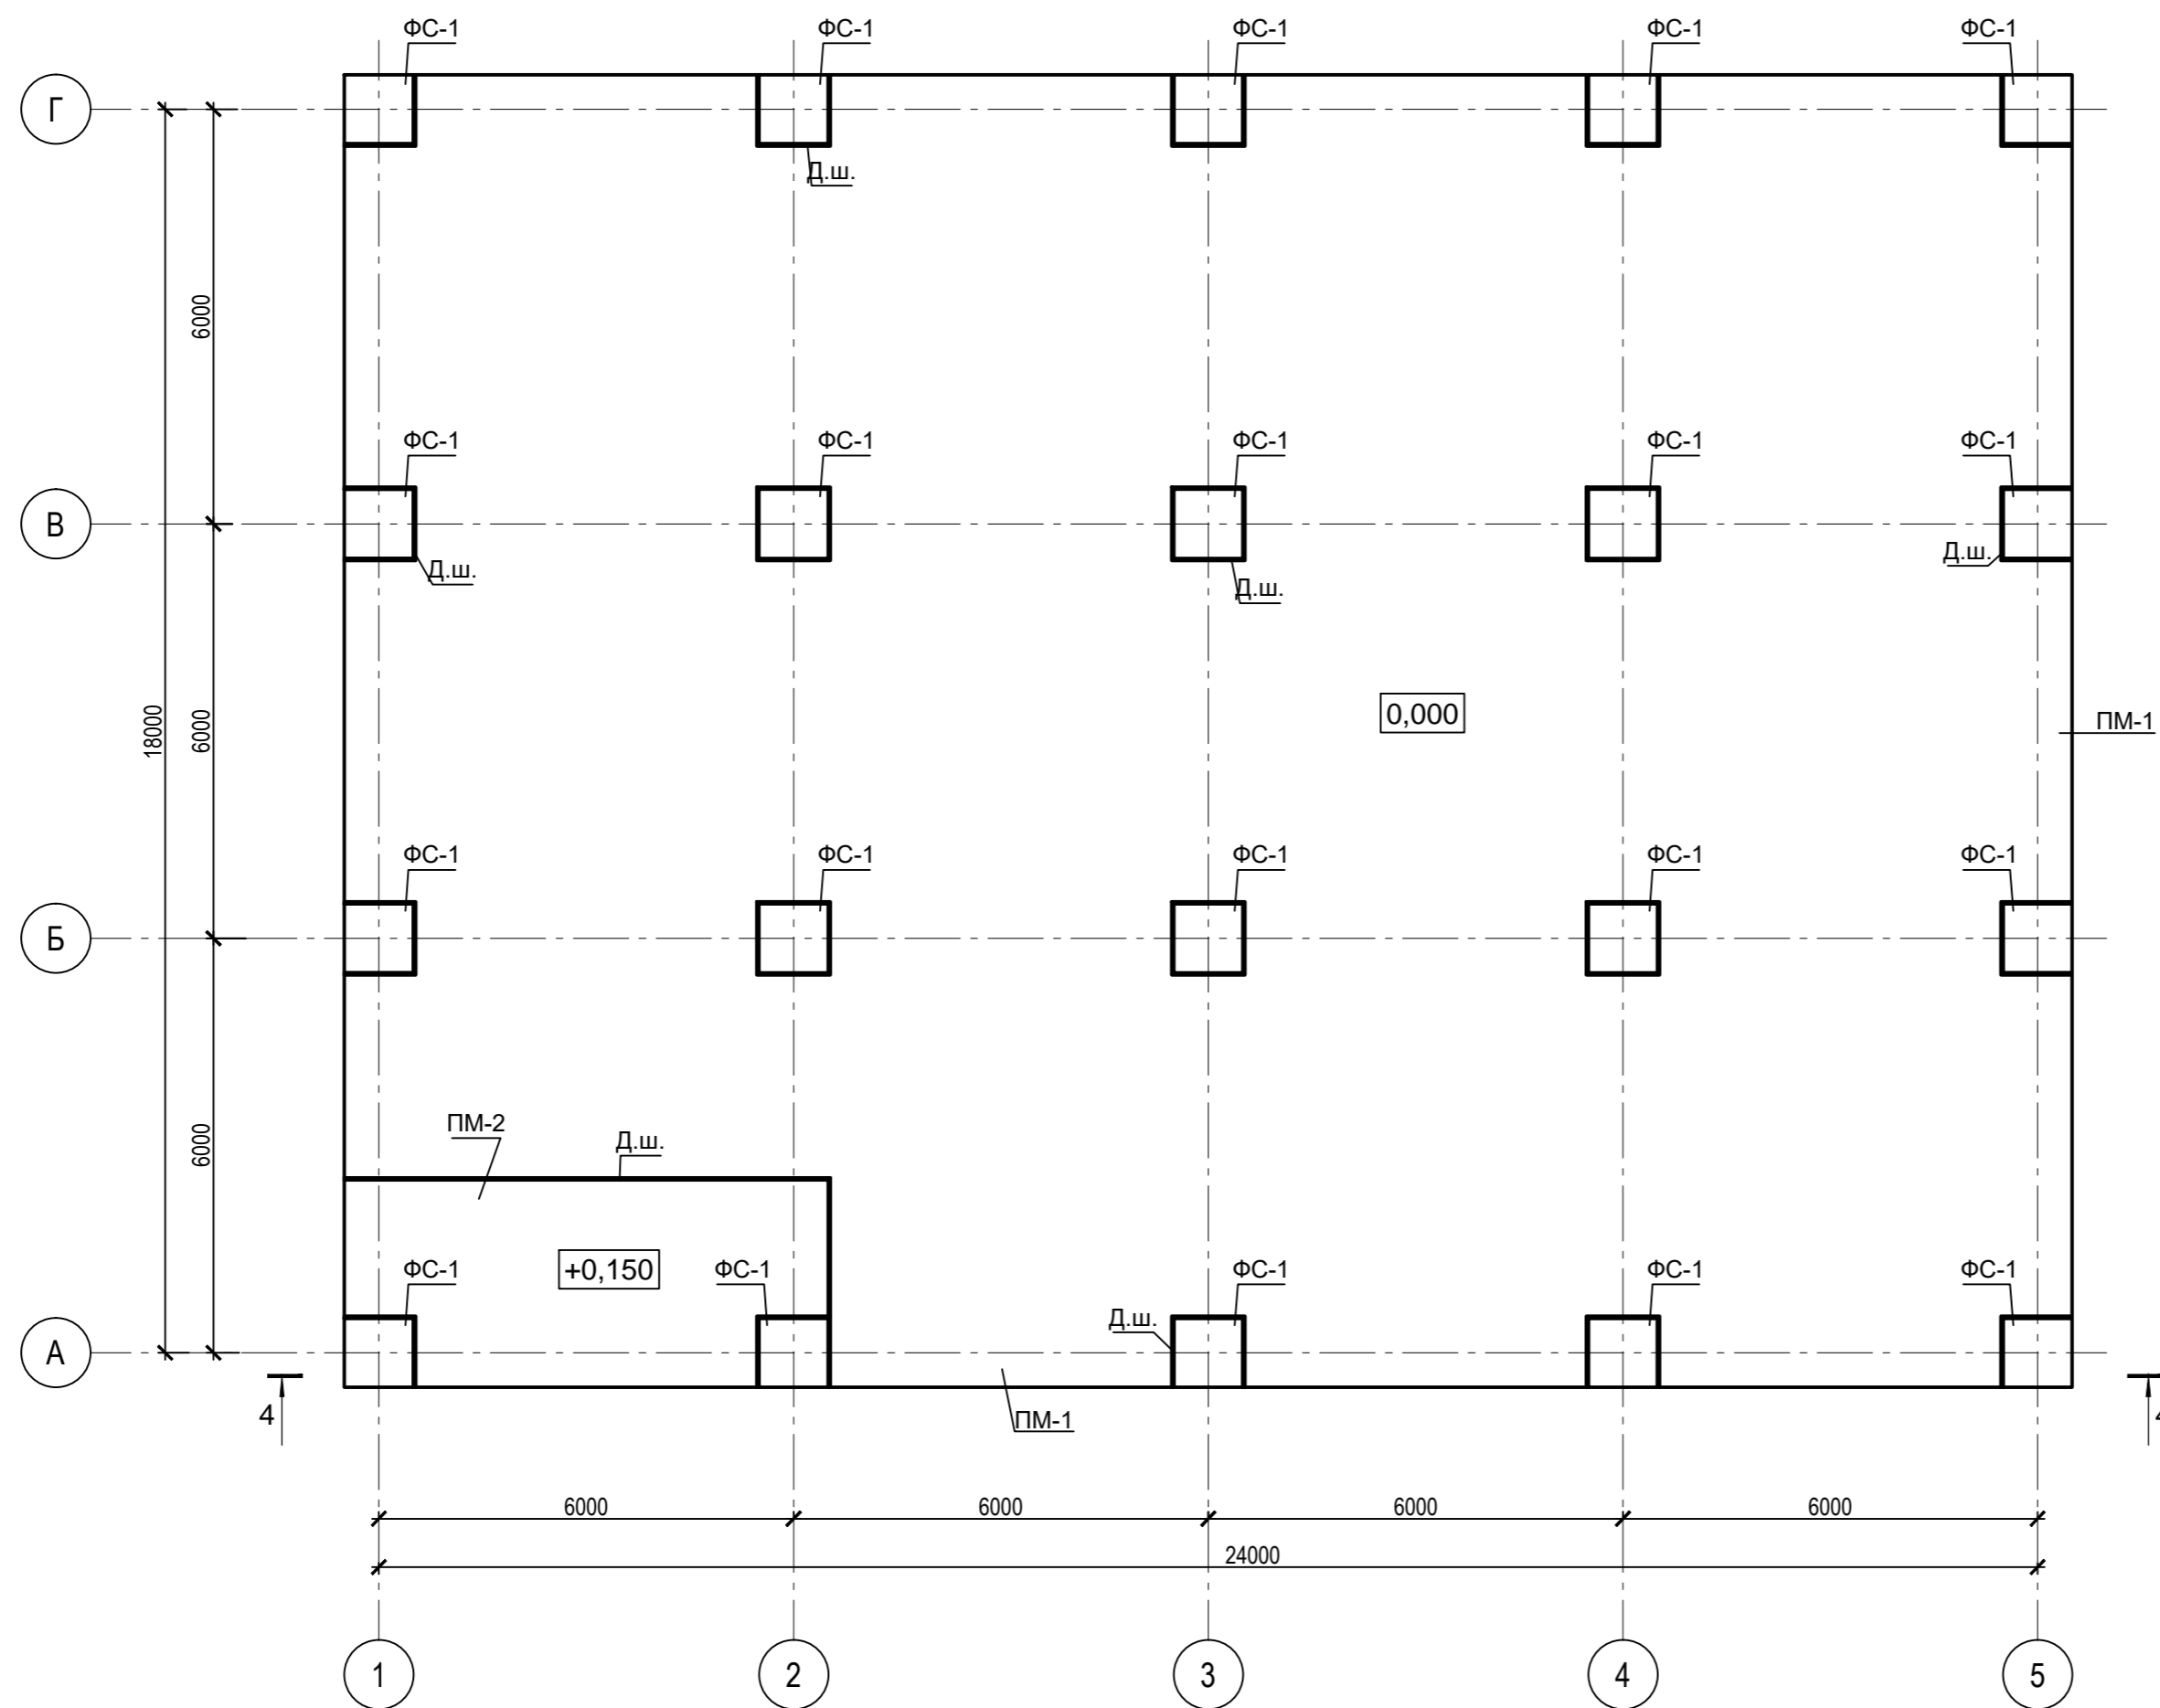 ФС-1 ФС-1 ФС-1 ФС-1 ФС-1
Г
Д.ш.
6000
ФС-1 ФС-1 ФС-1 ФС-1 ФС-1
В
Д.ш. Д.ш. Д.ш.
0,000
ПМ-1
18000 6000
ФС-1 ФС-1 ФС-1 ФС-1 ФС-1
Б
ПМ-2 Д.ш.
6000
+0,150
ФС-1 ФС-1 ФС-1 ФС-1 ФС-1
Д.ш.
А
4
ПМ-1
6000 6000 6000 6000
24000
1 2 3 4 5